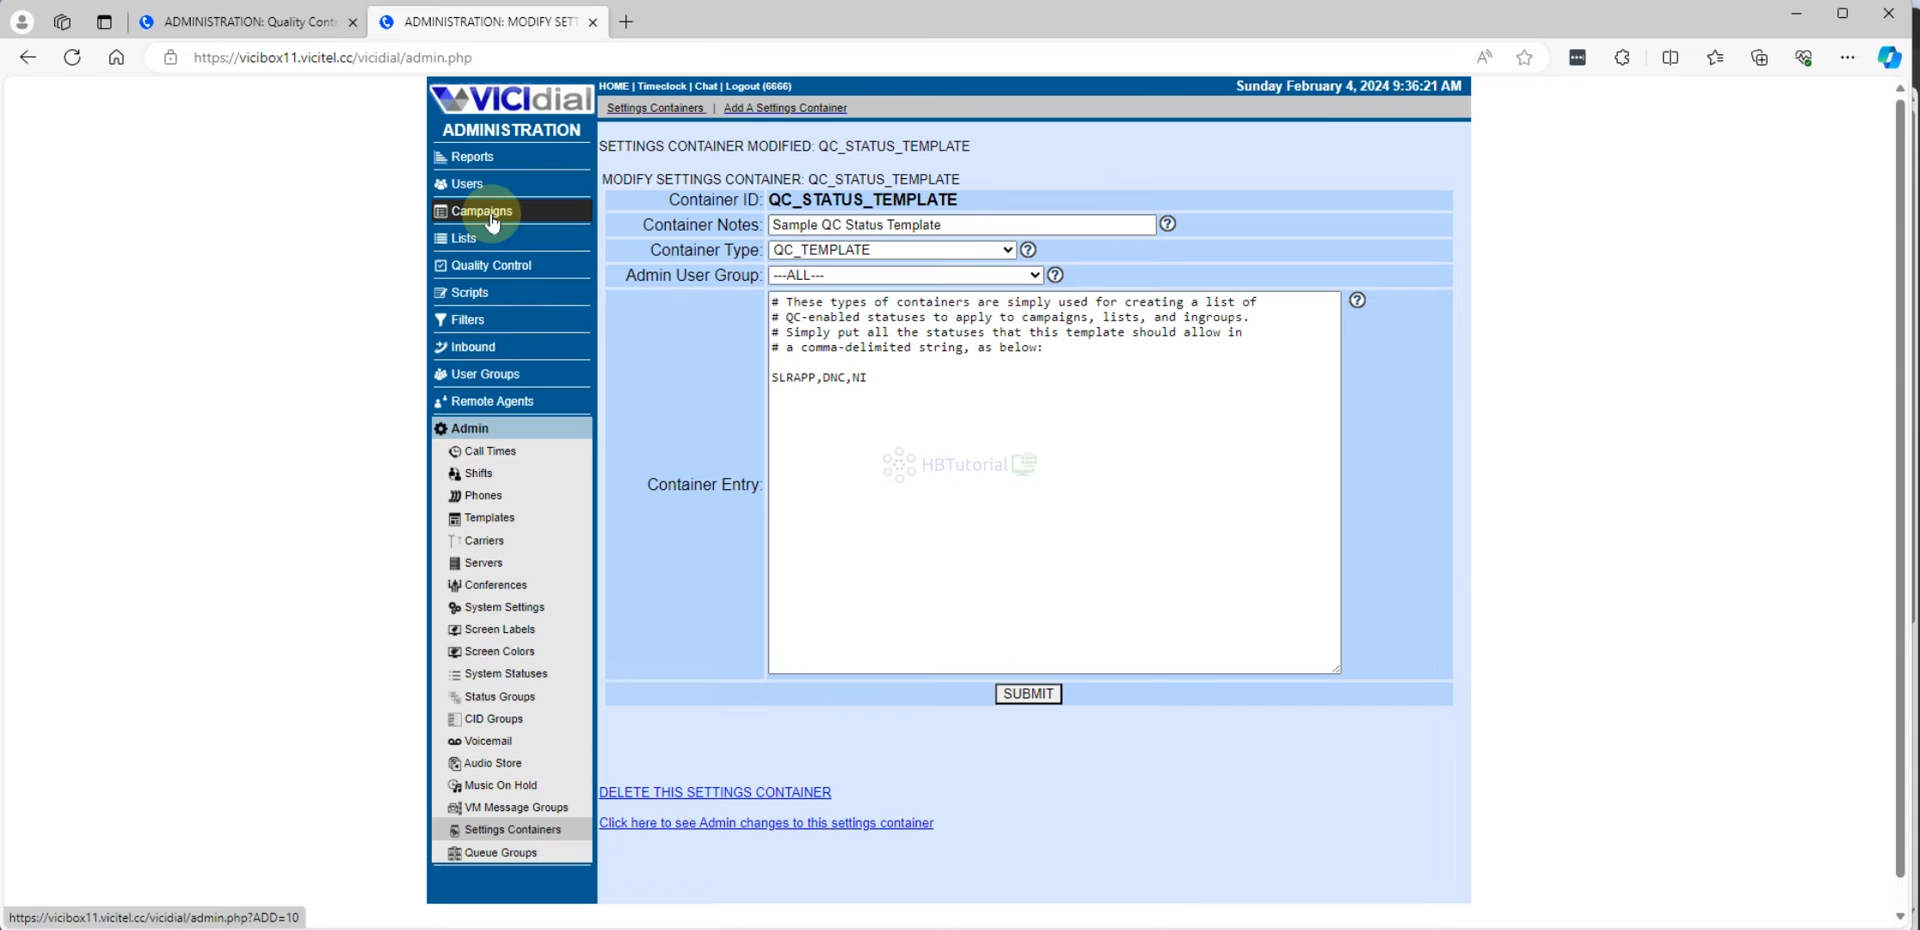 ADMINISTRATION: Quality Contr
ADMINISTRATION: MODIFY SETT
https://vicibox11.vicitel.cc/vicidial/admin.php
VICIdial
HOME | Timeclock | Chat | Logout (6666)
Sunday February 4, 2024 9:36:21 AM
Settings Containers | Add A Settings Container
ADMINISTRATION
Reports
Users
Campaigns
Lists
Quality Control
Scripts
Filters
Inbound
User Groups
Remote Agents
Admin
Call Times
Shifts
Phones
Templates
Carriers
Servers
Conferences
System Settings
Screen Labels
Screen Colors
System Statuses
Status Groups
CID Groups
Voicemail
Audio Store
Music On Hold
VM Message Groups
Settings Containers
Queue Groups
SETTINGS CONTAINER MODIFIED: QC_STATUS_TEMPLATE
MODIFY SETTINGS CONTAINER: QC_STATUS_TEMPLATE
Container ID: QC_STATUS_TEMPLATE
Container Notes: Sample QC Status Template
Container Type: QC_TEMPLATE
Admin User Group: ---ALL---
Container Entry:
# These types of containers are simply used for creating a list of
# QC-enabled statuses to apply to campaigns, lists, and ingroups.
# Simply put all the statuses that this template should allow in
# a comma-delimited string, as below:
SLRAPP,DNC,NI
HBTutorial
SUBMIT
DELETE THIS SETTINGS CONTAINER
Click here to see Admin changes to this settings container
https://vicibox11.vicitel.cc/vicidial/admin.php?ADD=10